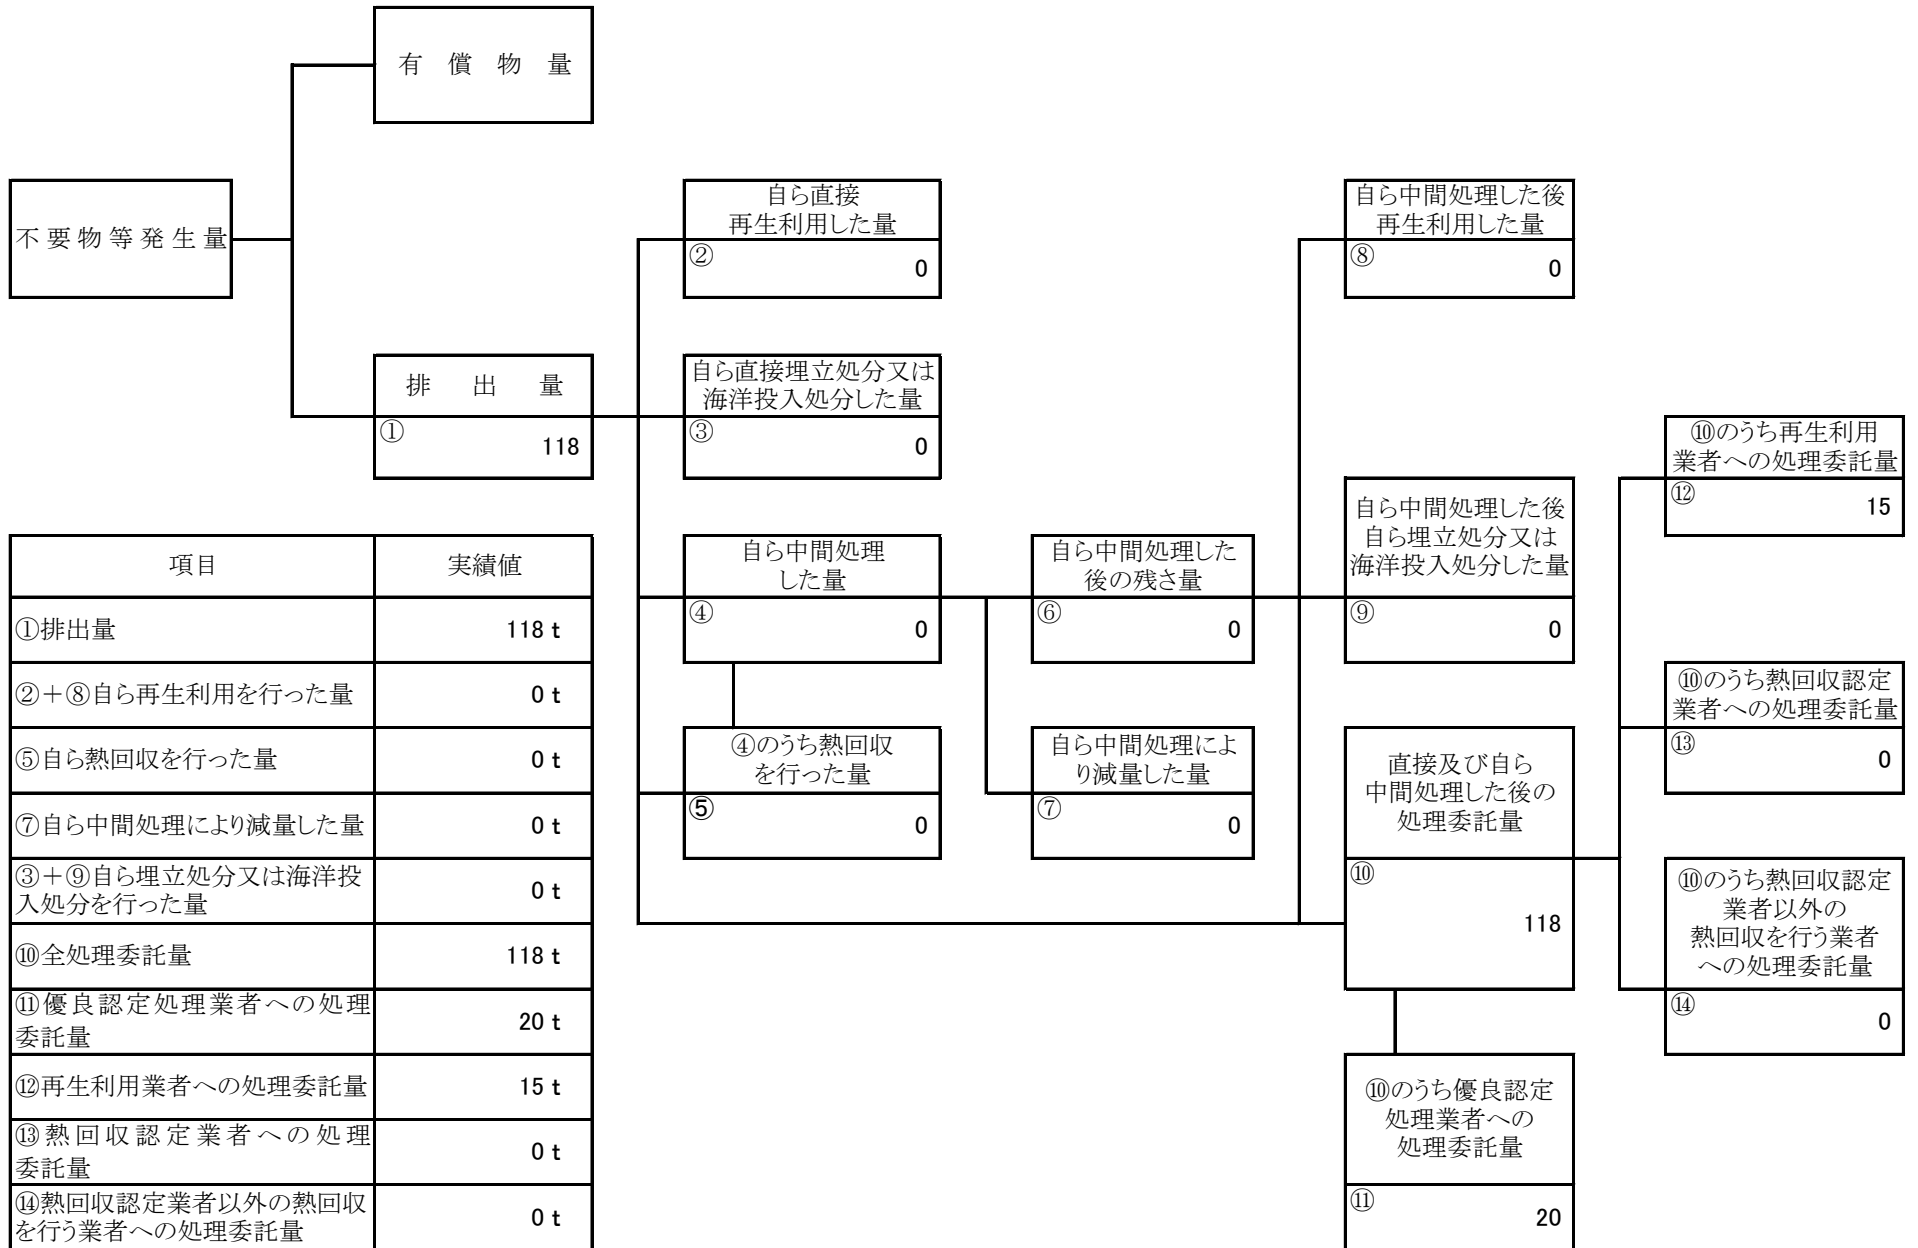 有償物量
不要物等発生量
排出量
①
118
自ら直接
再生利用した量
②
0
自ら直接埋立処分又は
海洋投入処分した量
③
0
自ら中間処理
した量
④
0
④のうち熱回収
を行った量
⑤
0
自ら中間処理した
後の残さ量
⑥
0
自ら中間処理によ
り減量した量
⑦
0
自ら中間処理した後
再生利用した量
⑧
0
自ら中間処理した後
自ら埋立処分又は
海洋投入処分した量
⑨
0
直接及び自ら
中間処理した後の
処理委託量
⑩
118
⑩のうち優良認定
処理業者への
処理委託量
⑪
20
⑩のうち再生利用
業者への処理委託量
⑫
15
⑩のうち熱回収認定
業者への処理委託量
⑬
0
⑩のうち熱回収認定
業者以外の
熱回収を行う業者
への処理委託量
⑭
0
項目 実績値
①排出量 118 t
②＋⑧自ら再生利用を行った量 0 t
⑤自ら熱回収を行った量 0 t
⑦自ら中間処理により減量した量 0 t
③＋⑨自ら埋立処分又は海洋投
入処分を行った量 0 t
⑩全処理委託量 118 t
⑪優良認定処理業者への処理
委託量 20 t
⑫再生利用業者への処理委託量 15 t
⑬熱回収認定業者への処理
委託量 0 t
⑭熱回収認定業者以外の熱回収
を行う業者への処理委託量 0 t